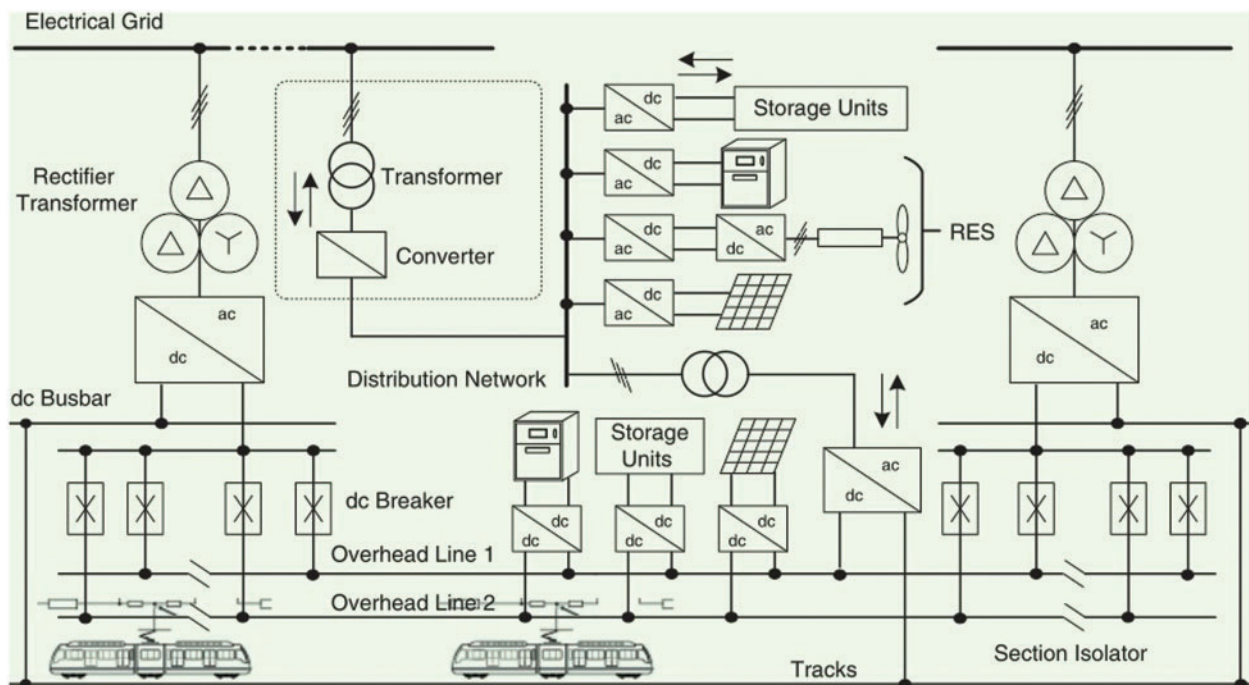 Electrical Grid
dc
ac
Storage Units
Rectifier
Transformer
Transformer
dc
ac
Converter
dc
ac
ac
dc
RES
dc
ac
ac
dc
ac
dc
Distribution Network
dc Busbar
Storage
Units
ac
dc
dc Breaker
dc
dc
dc
dc
dc
dc
Overhead Line 1
Overhead Line 2
Section Isolator
Tracks